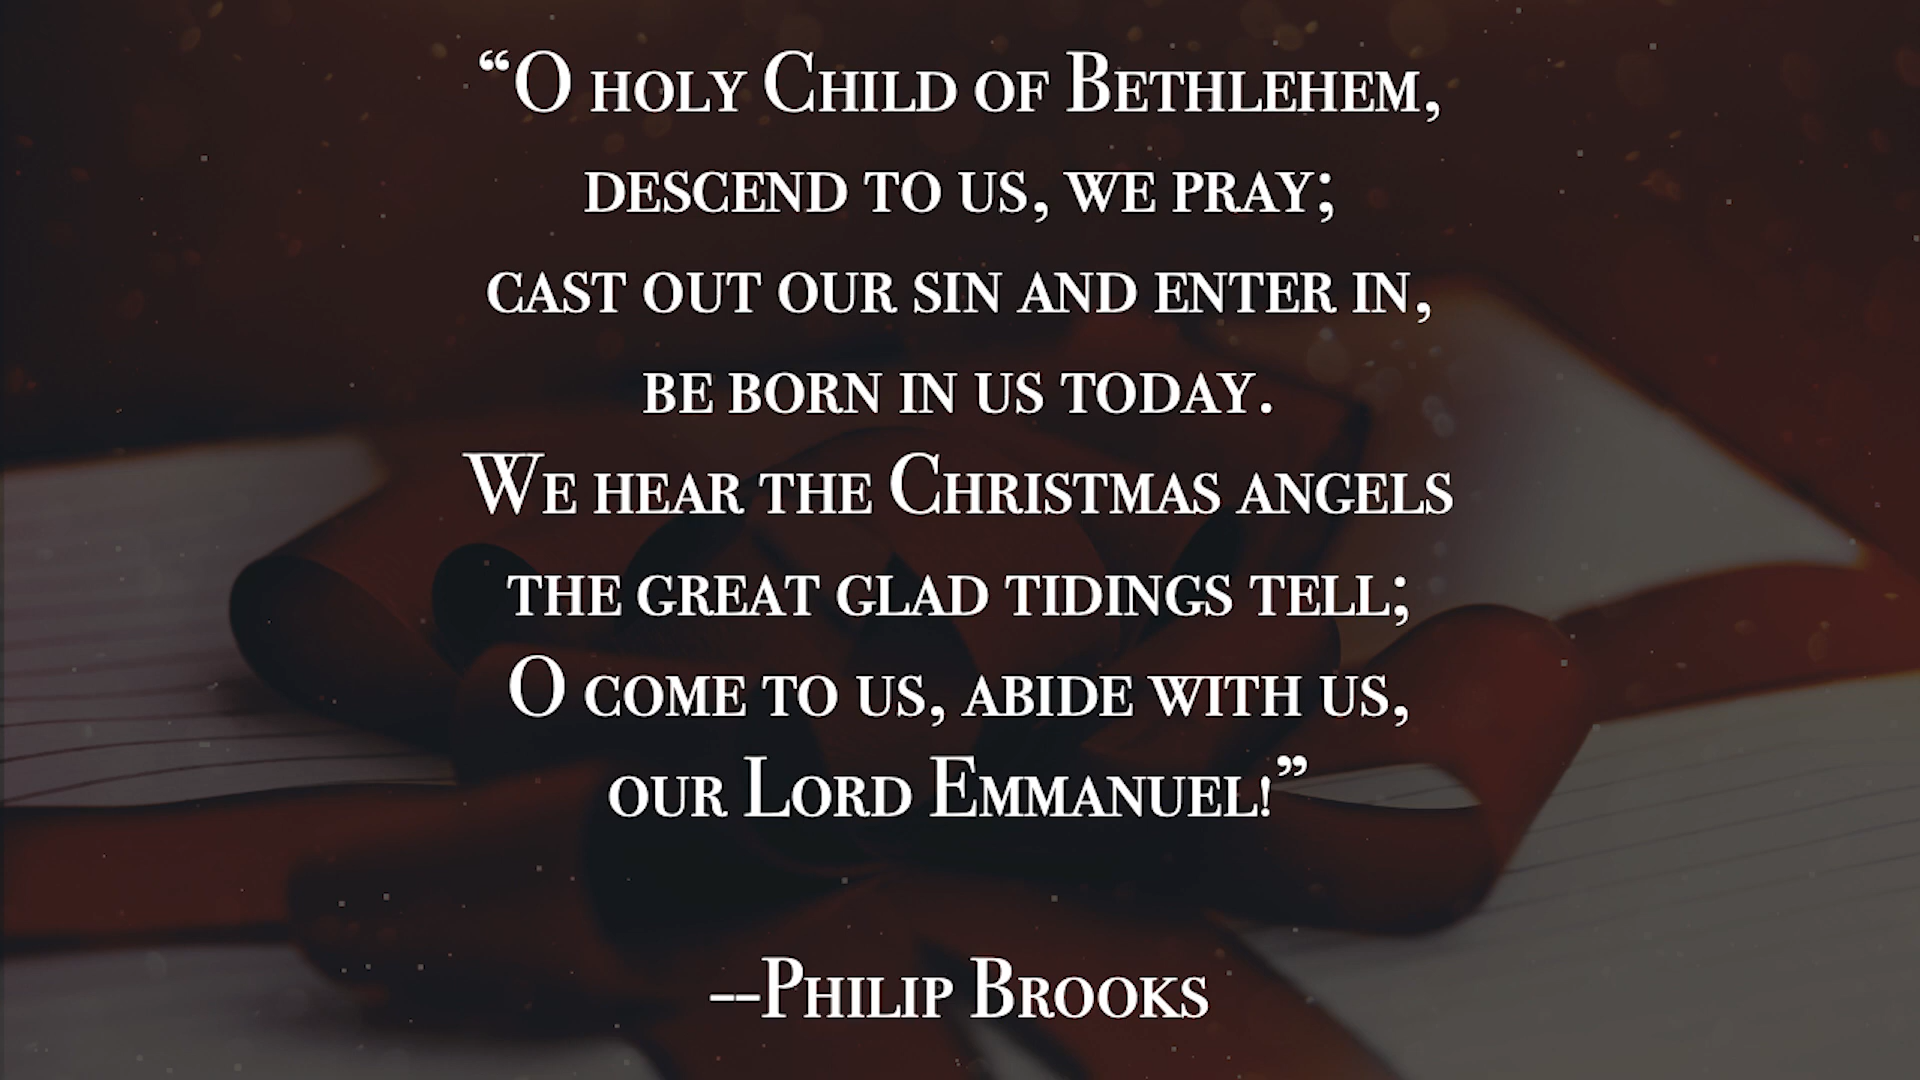 “O holy Child of Bethlehem,
descend to us, we pray;
cast out our sin and enter in,
be born in us today.
We hear the Christmas angels
the great glad tidings tell;
O come to us, abide with us,
our Lord Emmanuel!”
--Philip Brooks